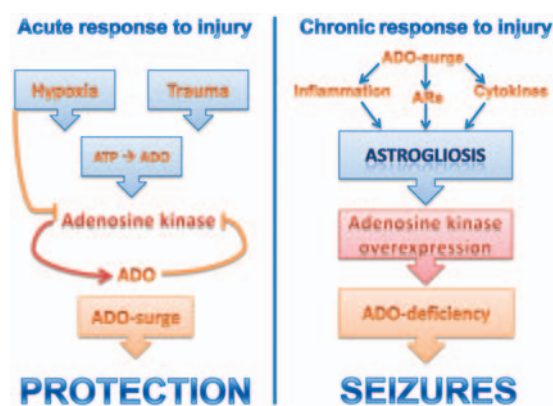 Acute response to injury
Hypoxia
Trauma
ATP → ADO
Adenosine kinase
ADO
ADO-surge
PROTECTION
Chronic response to injury
ADO-surge
Inflammation
ARs
Cytokines
ASTROGLIOSIS
Adenosine kinase
overexpression
ADO-deficiency
SEIZURES